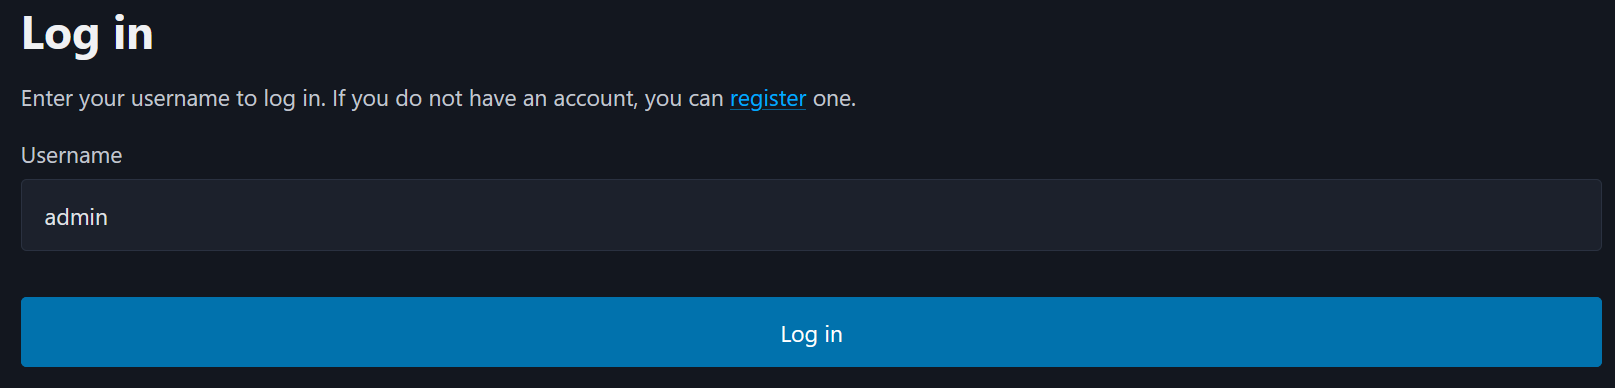 Log in
Enter your username to log in. If you do not have an account, you can register one.
Username
admin
Log in